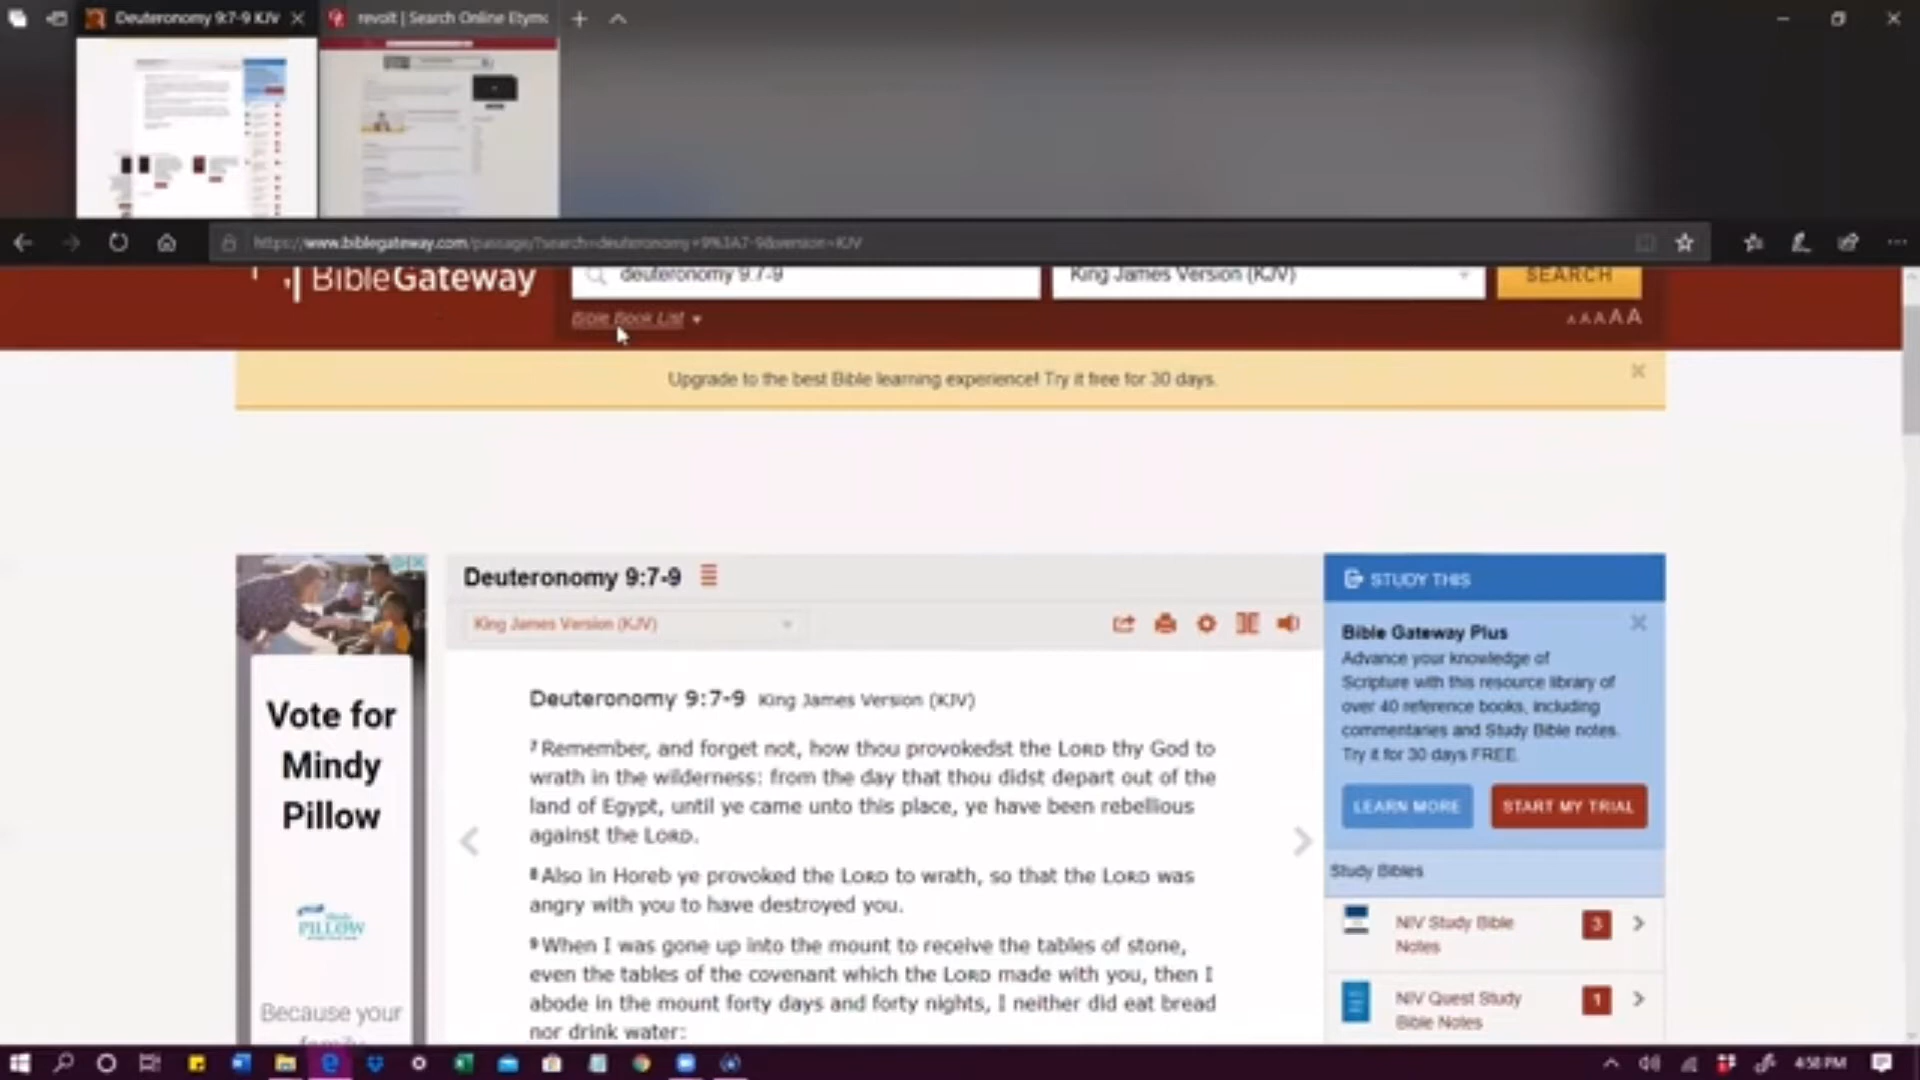 Deuteronomy 9:7-9 KJV
revolt | Search Online Etymo
https://www.biblegateway.com/passage/?search=deuteronomy+9%3A7-9&version=KJV
BibleGateway
deuteronomy 9:7-9
King James Version (KJV)
SEARCH
Bible Book List
AAAAA
Upgrade to the best Bible learning experience! Try it free for 30 days.
Vote for
Mindy
Pillow
PILLOW
Because your
family
Deuteronomy 9:7-9
King James Version (KJV)
Deuteronomy 9:7-9 King James Version (KJV)
7 Remember, and forget not, how thou provokedst the LORD thy God to
wrath in the wilderness: from the day that thou didst depart out of the
land of Egypt, until ye came unto this place, ye have been rebellious
against the LORD.
8 Also in Horeb ye provoked the LORD to wrath, so that the LORD was
angry with you to have destroyed you.
9 When I was gone up into the mount to receive the tables of stone,
even the tables of the covenant which the LORD made with you, then I
abode in the mount forty days and forty nights, I neither did eat bread
nor drink water:
STUDY THIS
Bible Gateway Plus
Advance your knowledge of
Scripture with this resource library of
over 40 reference books, including
commentaries and Study Bible notes.
Try it for 30 days FREE.
LEARN MORE
START MY TRIAL
Study Bibles
NIV Study Bible
Notes
3
NIV Quest Study
Bible Notes
1
4:58 PM